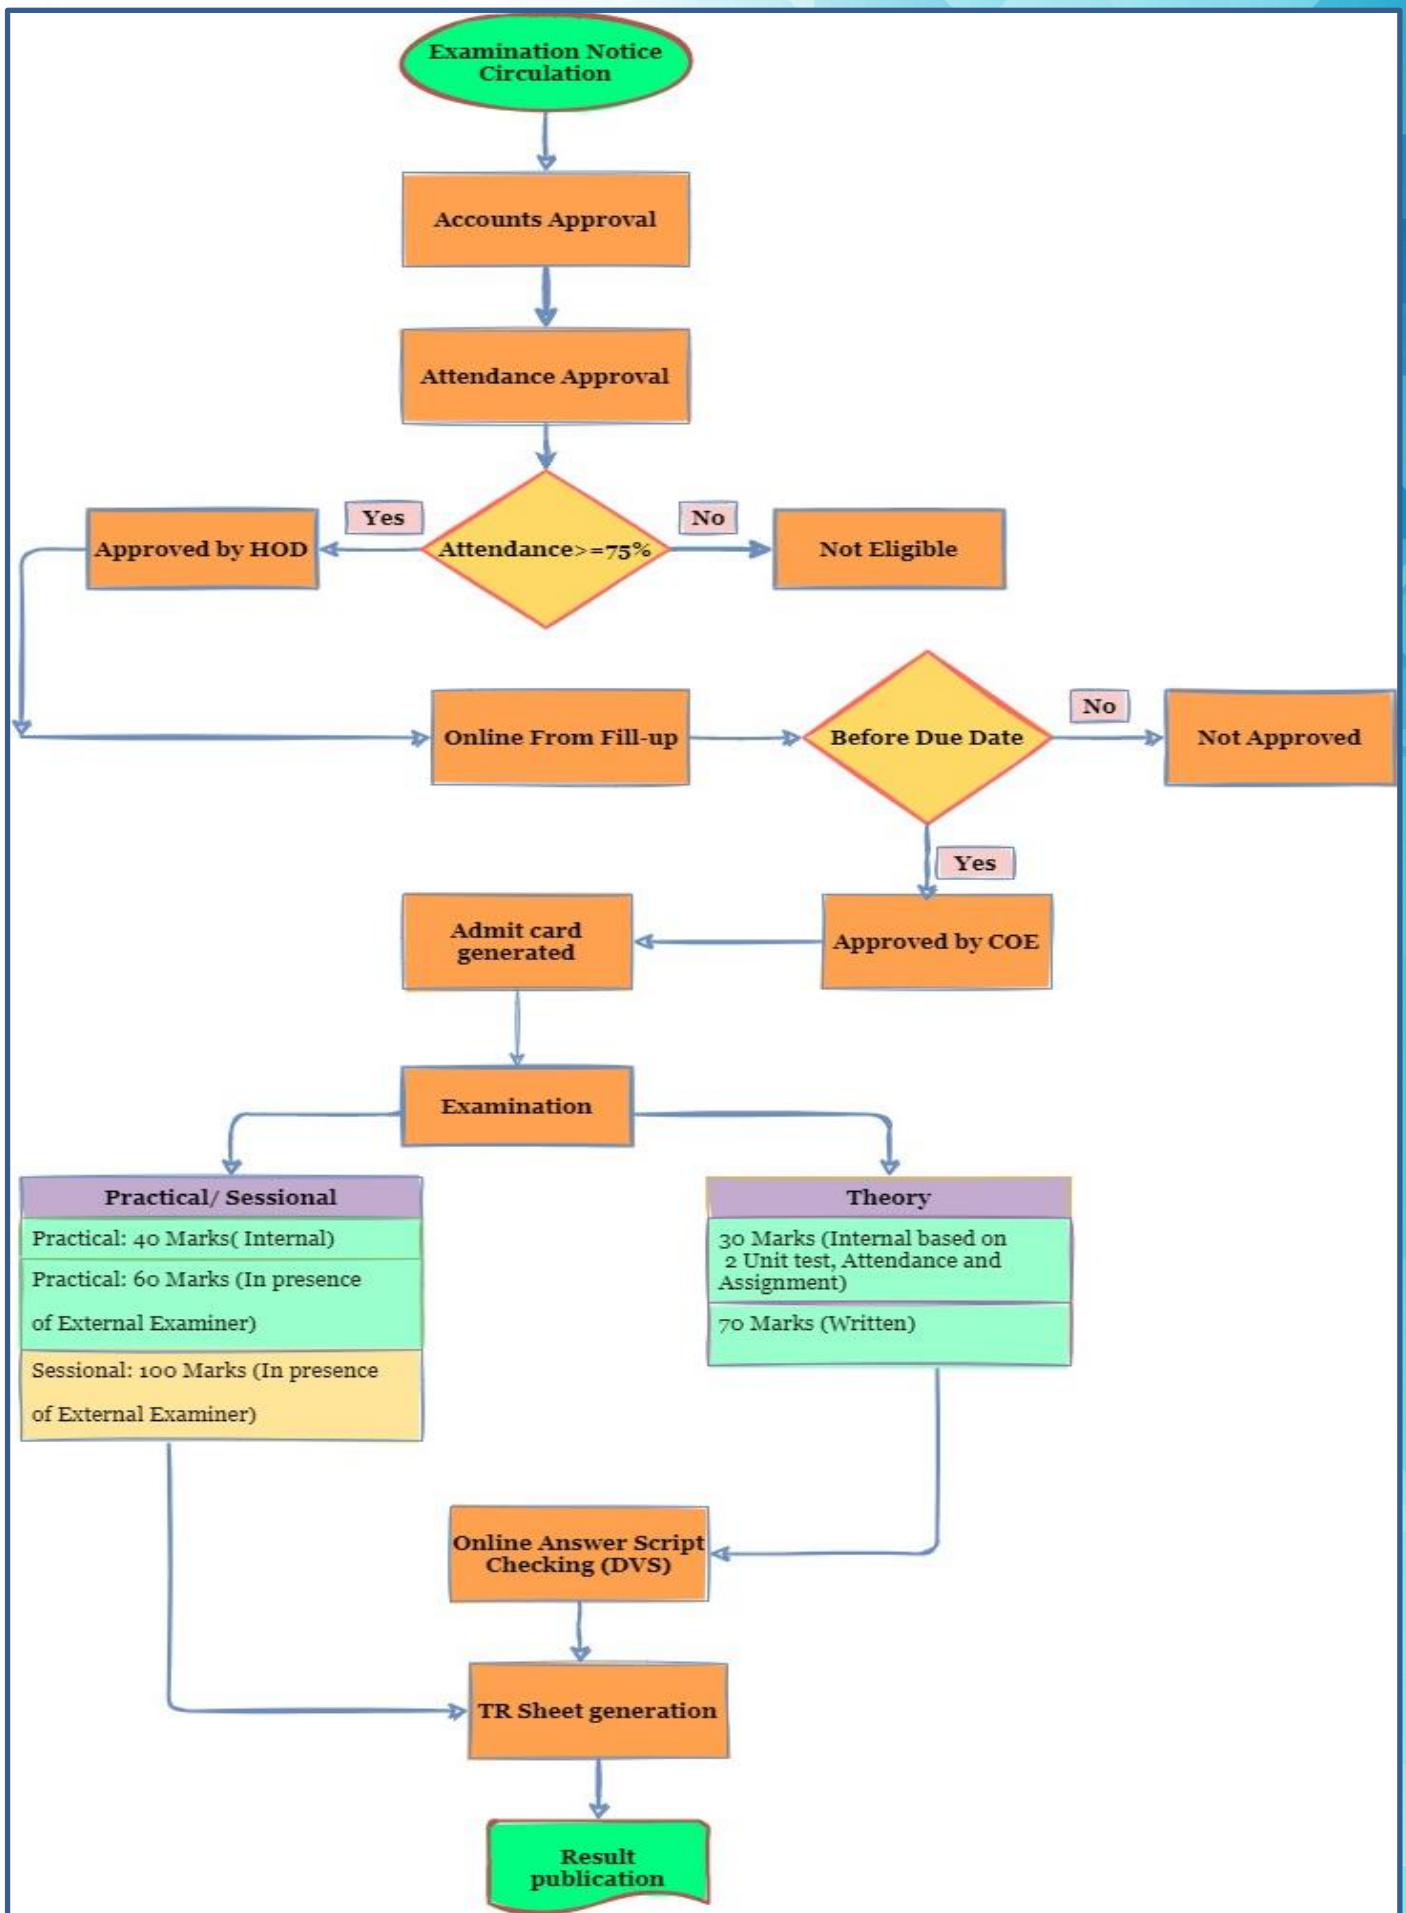 Examination Notice
Circulation
Accounts Approval
Attendance Approval
Yes
No
Approved by HOD
Attendance>=75%
Not Eligible
No
Online From Fill-up
Before Due Date
Not Approved
Yes
Admit card
generated
Approved by COE
Examination
Practical/ Sessional
Practical: 40 Marks( Internal)
Practical: 60 Marks (In presence
of External Examiner)
Sessional: 100 Marks (In presence
of External Examiner)
Theory
30 Marks (Internal based on
2 Unit test, Attendance and
Assignment)
70 Marks (Written)
Online Answer Script
Checking (DVS)
TR Sheet generation
Result
publication